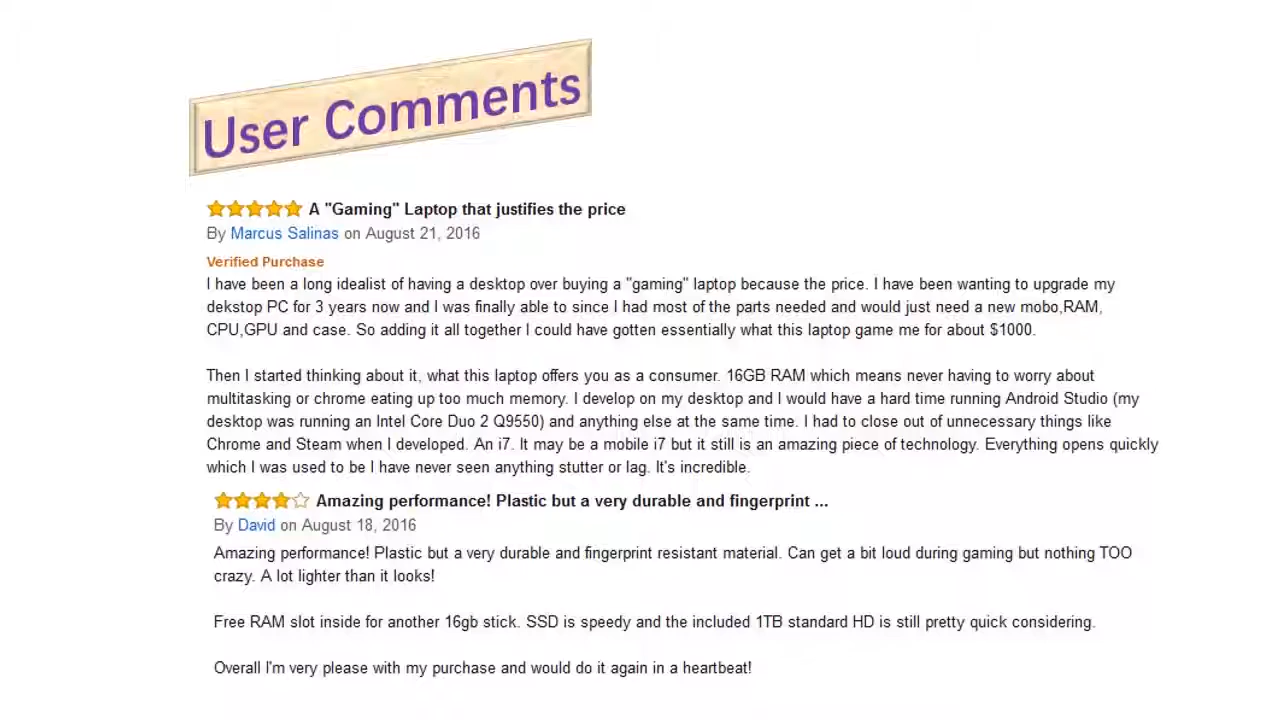 User Comments
A "Gaming" Laptop that justifies the price
By Marcus Salinas on August 21, 2016
Verified Purchase
I have been a long idealist of having a desktop over buying a "gaming" laptop because the price. I have been wanting to upgrade my
dekstop PC for 3 years now and I was finally able to since I had most of the parts needed and would just need a new mobo,RAM,
CPU,GPU and case. So adding it all together I could have gotten essentially what this laptop game me for about $1000.
Then I started thinking about it, what this laptop offers you as a consumer. 16GB RAM which means never having to worry about
multitasking or chrome eating up too much memory. I develop on my desktop and I would have a hard time running Android Studio (my
desktop was running an Intel Core Duo 2 Q9550) and anything else at the same time. I had to close out of unnecessary things like
Chrome and Steam when I developed. An i7. It may be a mobile i7 but it still is an amazing piece of technology. Everything opens quickly
which I was used to be I have never seen anything stutter or lag. It's incredible.
Amazing performance! Plastic but a very durable and fingerprint ...
By David on August 18, 2016
Amazing performance! Plastic but a very durable and fingerprint resistant material. Can get a bit loud during gaming but nothing TOO
crazy. A lot lighter than it looks!
Free RAM slot inside for another 16gb stick. SSD is speedy and the included 1TB standard HD is still pretty quick considering.
Overall I'm very please with my purchase and would do it again in a heartbeat!